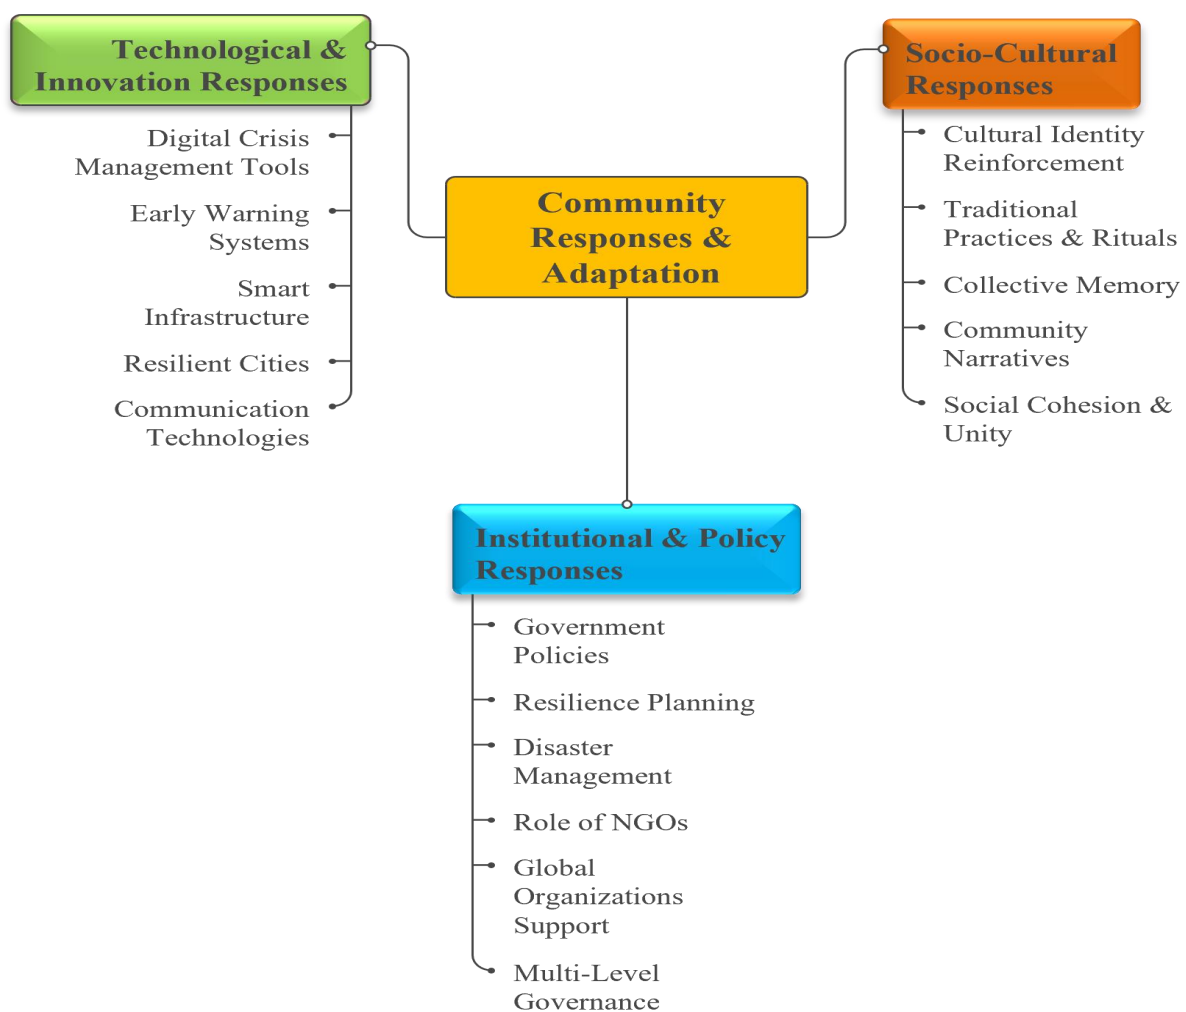 Technological &
Innovation Responses
Digital Crisis
Management Tools
Early Warning
Systems
Smart
Infrastructure
Resilient Cities
Communication
Technologies
Community
Responses &
Adaptation
Socio-Cultural
Responses
Cultural Identity
Reinforcement
Traditional
Practices & Rituals
Collective Memory
Community
Narratives
Social Cohesion &
Unity
Institutional & Policy
Responses
Government
Policies
Resilience Planning
Disaster
Management
Role of NGOs
Global
Organizations
Support
Multi-Level
Governance